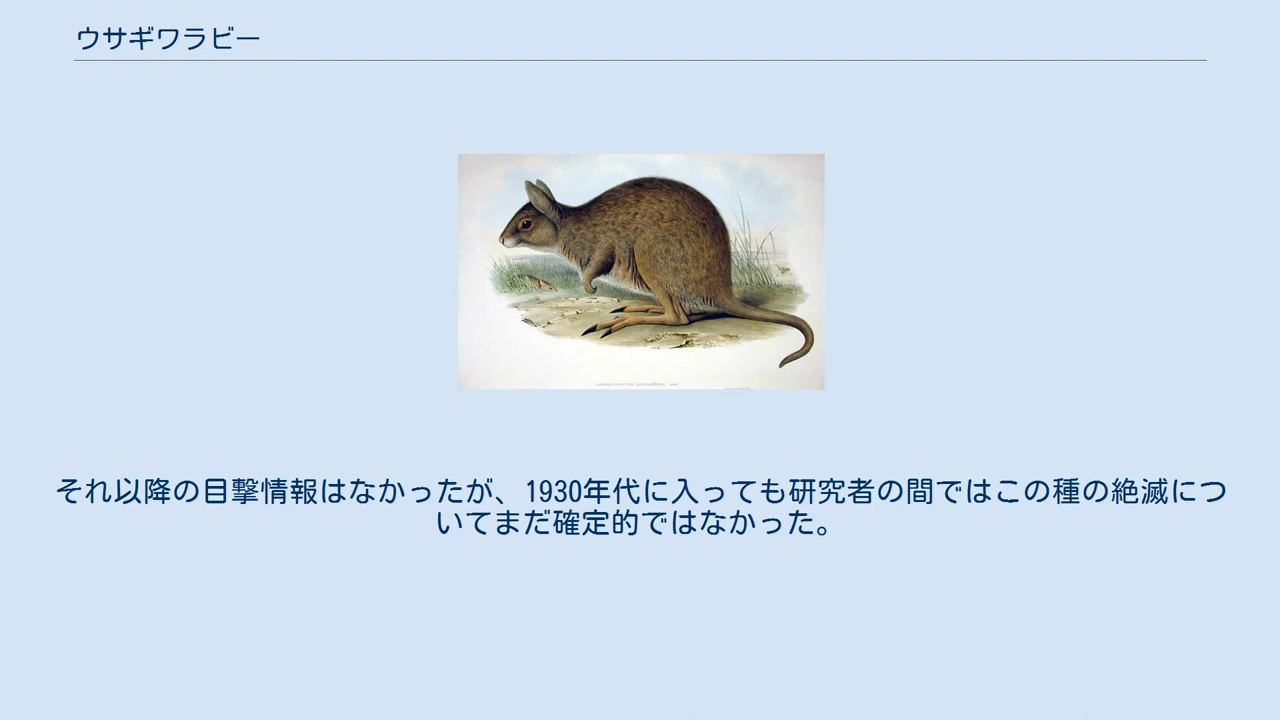 ウサギワラビー
それ以降の目撃情報はなかったが、1930年代に入っても研究者の間ではこの種の絶滅につ
いてまだ確定的ではなかった。